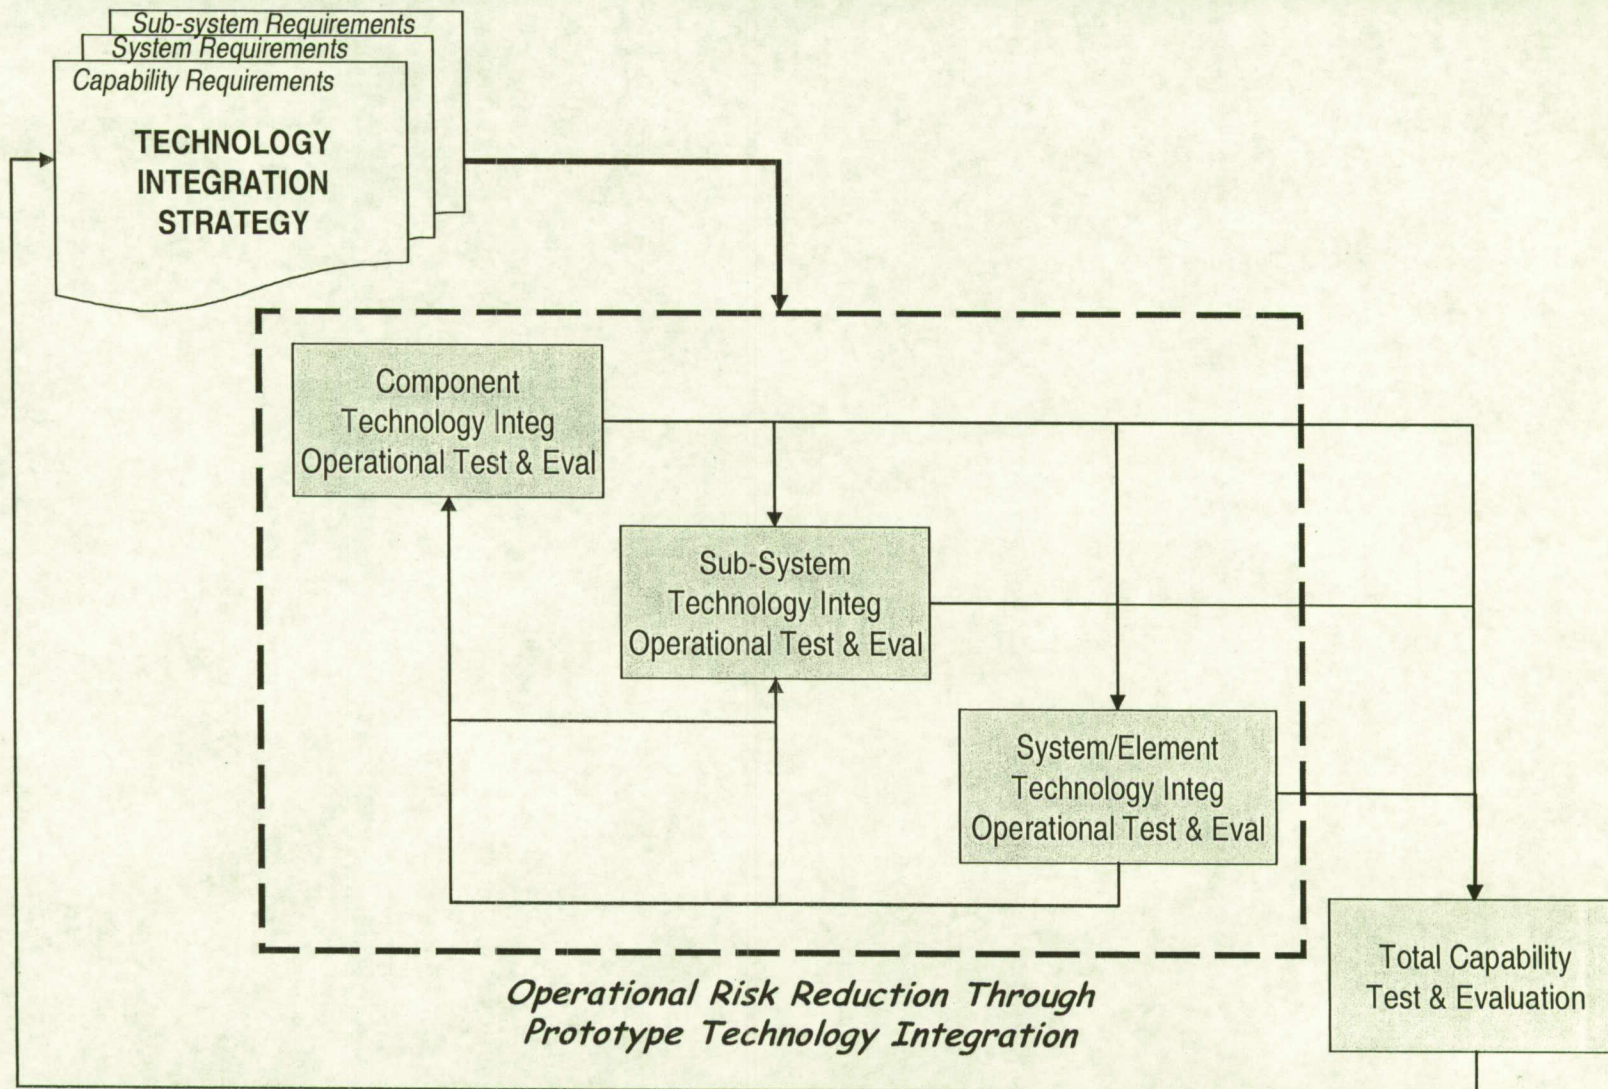 Sub-system Requirements
System Requirements
Capability Requirements
TECHNOLOGY
INTEGRATION
STRATEGY
Component
Technology Integ
Operational Test & Eval
Sub-System
Technology Integ
Operational Test & Eval
System/Element
Technology Integ
Operational Test & Eval
Total Capability
Test & Evaluation
Operational Risk Reduction Through
Prototype Technology Integration